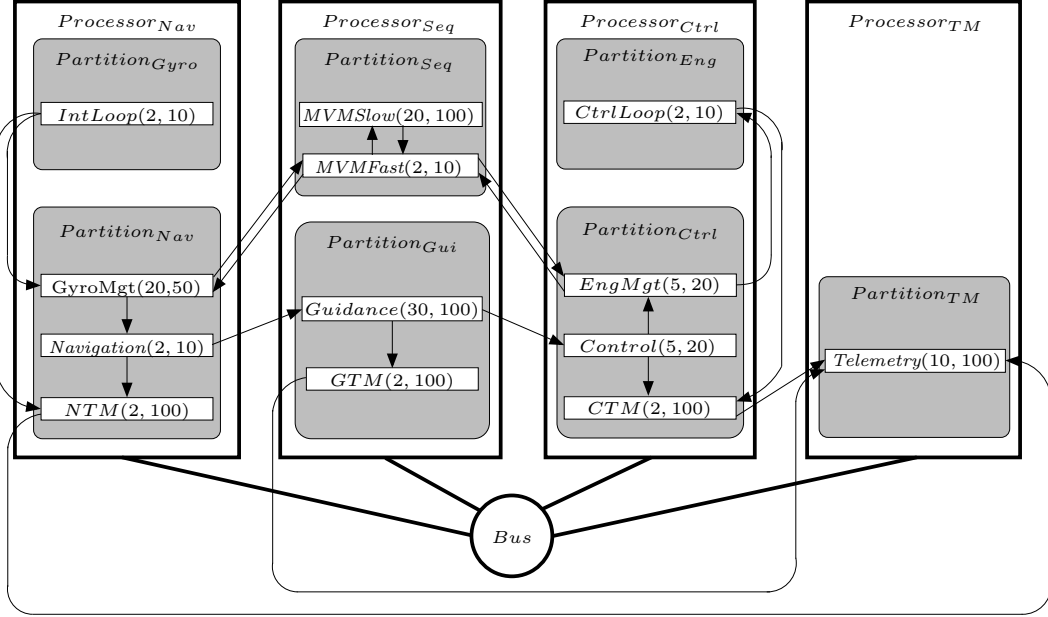 Processor_Nav
Partition_Gyro
IntLoop(2, 10)
Partition_Nav
GyroMgt(20,50)
Navigation(2, 10)
NTM(2, 100)
Processor_Seq
Partition_Seq
MVMSlow(20, 100)
MVMFast(2, 10)
Partition_Gui
Guidance(30, 100)
GTM(2, 100)
Processor_Ctrl
Partition_Eng
CtrlLoop(2, 10)
Partition_Ctrl
EngMgt(5, 20)
Control(5, 20)
CTM(2, 100)
Processor_TM
Partition_TM
Telemetry(10, 100)
Bus